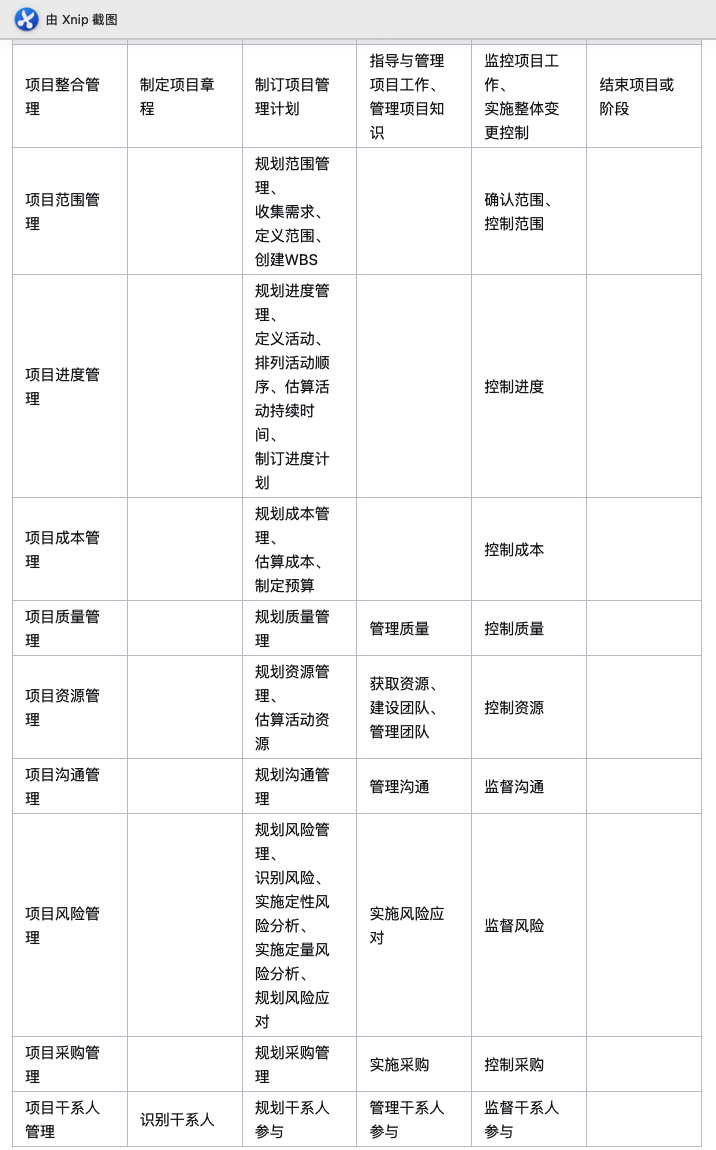 由 Xnip 截图
项目整合管
理
制定项目章
程
制订项目管
理计划
指导与管理
项目工作、
管理项目知
识
监控项目工
作、
实施整体变
更控制
结束项目或
阶段
项目范围管
理
规划范围管
理、
收集需求、
定义范围、
创建WBS
确认范围、
控制范围
项目进度管
理
规划进度管
理、
定义活动、
排列活动顺
序、估算活
动持续时
间、
制订进度计
划
控制进度
项目成本管
理
规划成本管
理、
估算成本、
制定预算
控制成本
项目质量管
理
规划质量管
理
管理质量
控制质量
项目资源管
理
规划资源管
理、
估算活动资
源
获取资源、
建设团队、
管理团队
控制资源
项目沟通管
理
规划沟通管
理
管理沟通
监督沟通
项目风险管
理
规划风险管
理、
识别风险、
实施定性风
险分析、
实施定量风
险分析、
规划风险应
对
实施风险应
对
监督风险
项目采购管
理
规划采购管
理
实施采购
控制采购
项目干系人
管理
识别干系人
规划干系人
参与
管理干系人
参与
监督干系人
参与